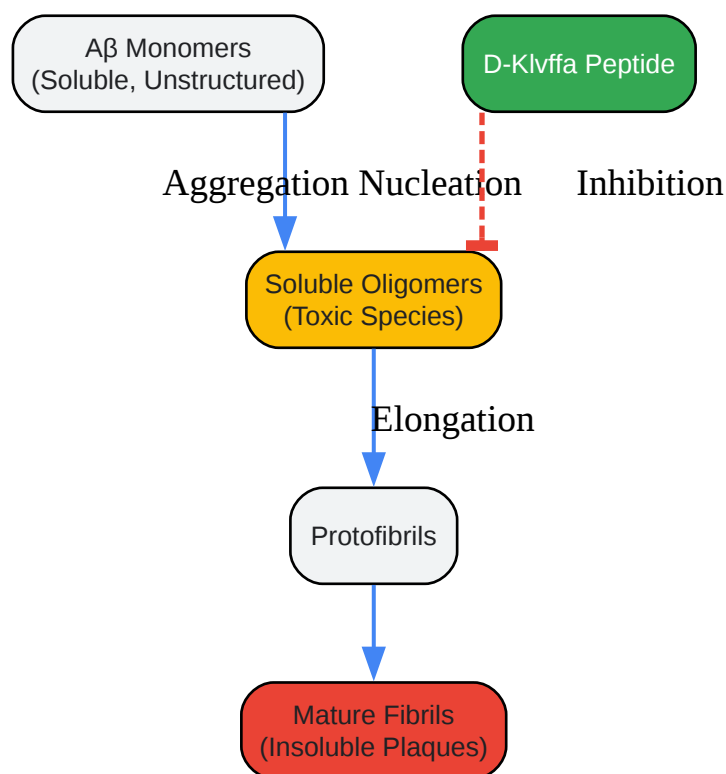 Aβ Monomers
(Soluble, Unstructured)
D-Klvffa Peptide
Aggregation Nucleation
Inhibition
Soluble Oligomers
(Toxic Species)
Elongation
Protofibrils
Mature Fibrils
(Insoluble Plaques)